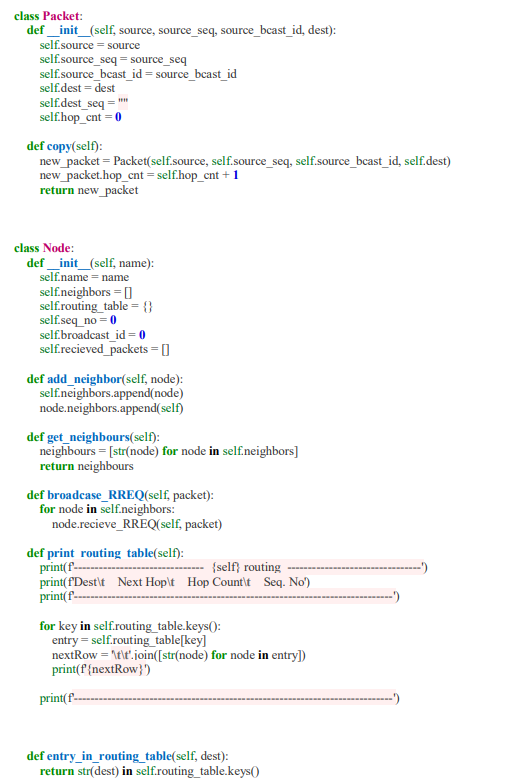 class Packet:
    def __init__(self, source, source_seq, source_bcast_id, dest):
        self.source = source
        self.source_seq = source_seq
        self.source_bcast_id = source_bcast_id
        self.dest = dest
        self.dest_seq = ""
        self.hop_cnt = 0

    def copy(self):
        new_packet = Packet(self.source, self.source_seq, self.source_bcast_id, self.dest)
        new_packet.hop_cnt = self.hop_cnt + 1
        return new_packet

class Node:
    def __init__(self, name):
        self.name = name
        self.neighbors = []
        self.routing_table = {}
        self.seq_no = 0
        self.broadcast_id = 0
        self.recieved_packets = []

    def add_neighbor(self, node):
        self.neighbors.append(node)
        node.neighbors.append(self)

    def get_neighbours(self):
        neighbours = [str(node) for node in self.neighbors]
        return neighbours

    def broadcase_RREQ(self, packet):
        for node in self.neighbors:
            node.recieve_RREQ(self, packet)

    def print_routing_table(self):
        print(f'-------------------------------- {self} routing ---------------------------------')
        print(f'Dest\t    Next Hop\t    Hop Count\t    Seq. No')
        print(f'-------------------------------------------------------------------------------')

        for key in self.routing_table.keys():
            entry = self.routing_table[key]
            nextRow = '\t\t'.join([str(node) for node in entry])
            print(f'{nextRow}')

        print(f'-------------------------------------------------------------------------------')

    def entry_in_routing_table(self, dest):
        return str(dest) in self.routing_table.keys()